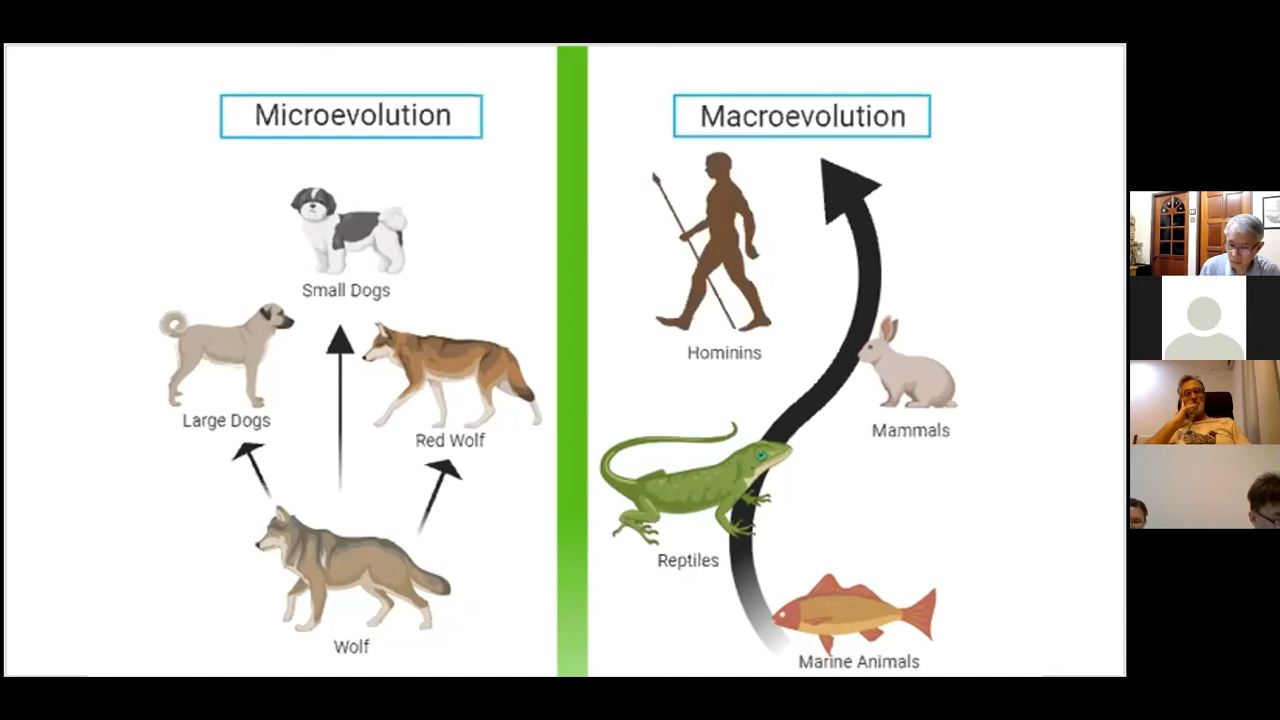 Microevolution
Small Dogs
Large Dogs
Red Wolf
Wolf
Macroevolution
Hominins
Mammals
Reptiles
Marine Animals